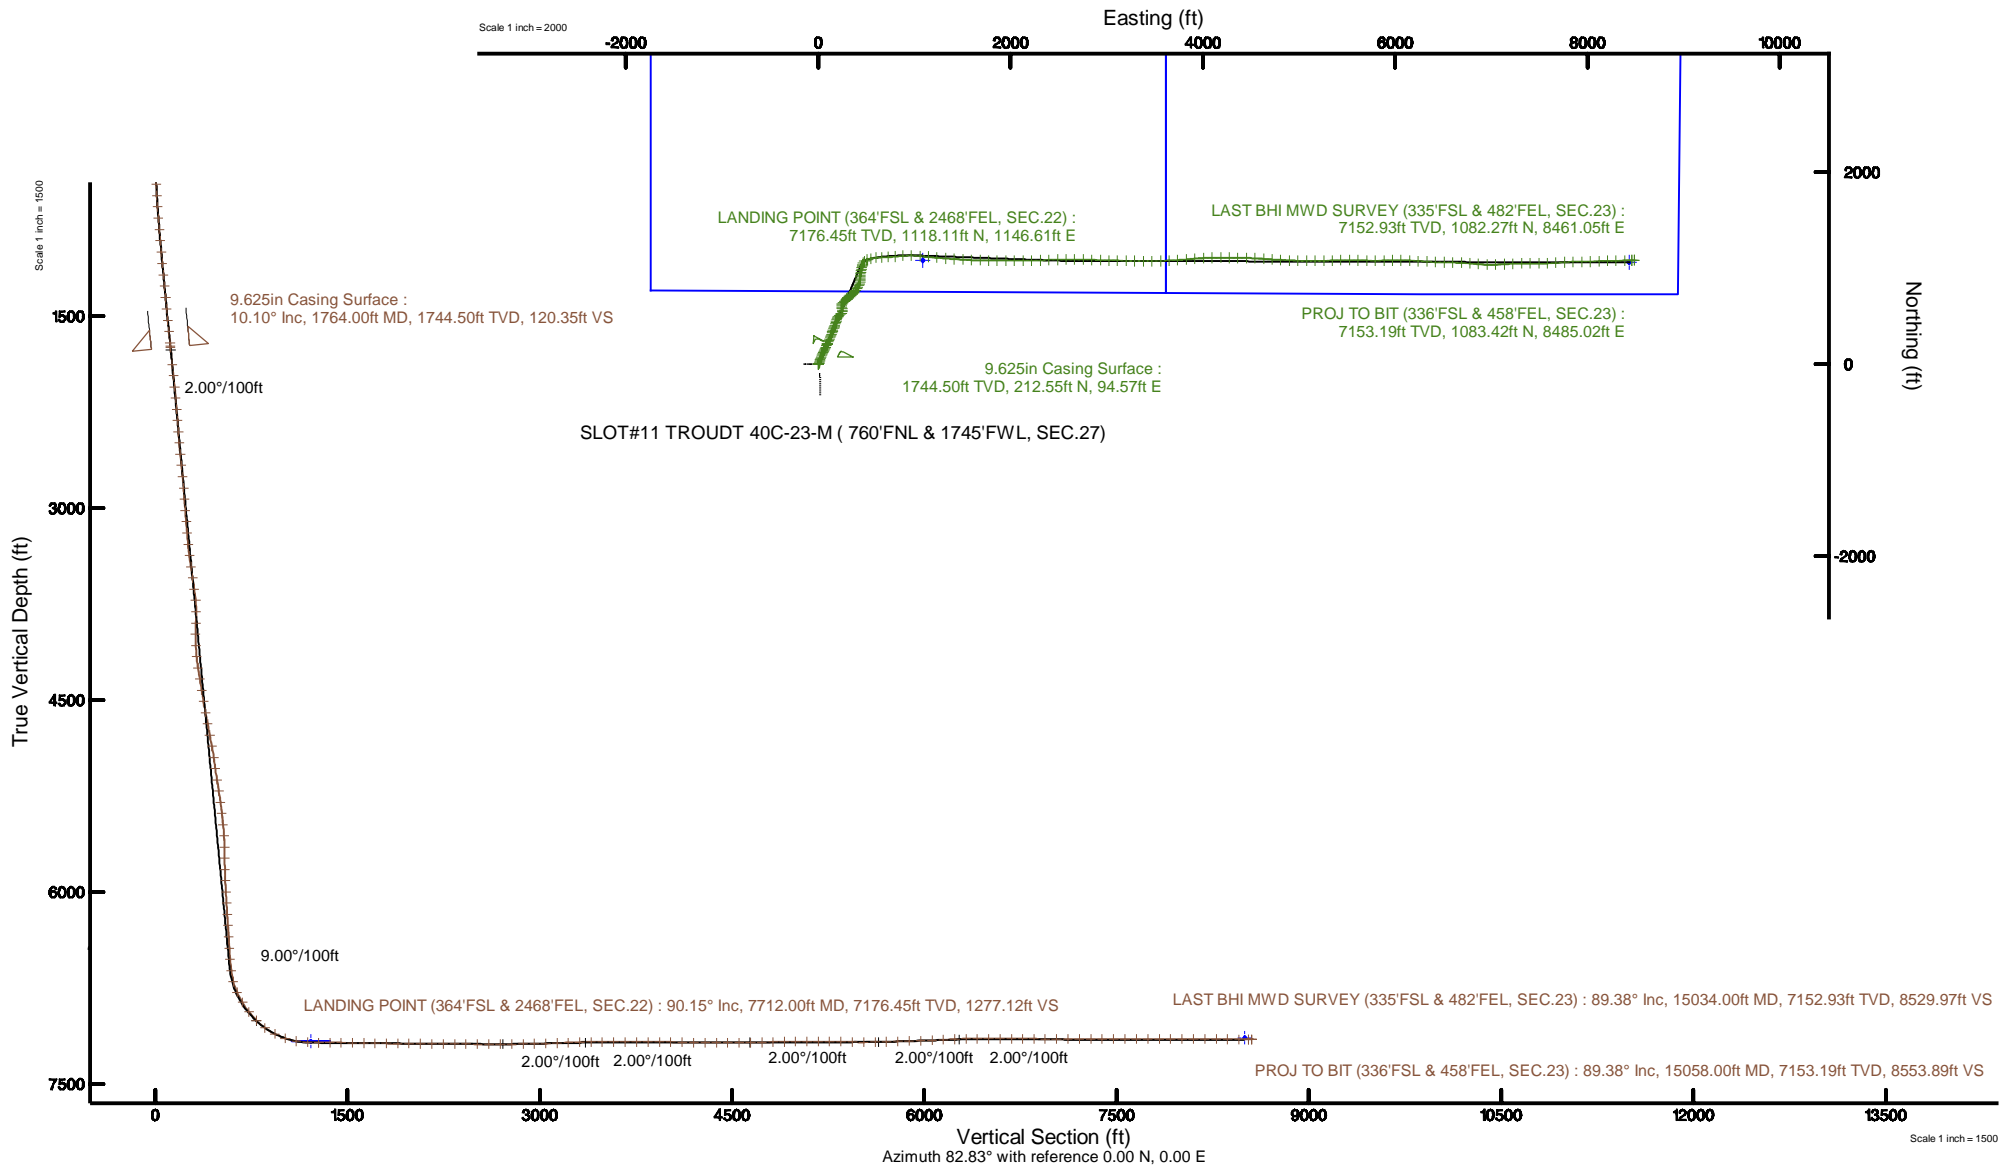 Easting (ft)
Scale 1 inch = 2000
-2000
0
2000
4000
6000
8000
10000
2000
0
-2000
Northing (ft)
LANDING POINT (364'FSL & 2468'FEL, SEC.22) :
7176.45ft TVD, 1118.11ft N, 1146.61ft E
LAST BHI MWD SURVEY (335'FSL & 482'FEL, SEC.23) :
7152.93ft TVD, 1082.27ft N, 8461.05ft E
PROJ TO BIT (336'FSL & 458'FEL, SEC.23) :
7153.19ft TVD, 1083.42ft N, 8485.02ft E
9.625in Casing Surface :
1744.50ft TVD, 212.55ft N, 94.57ft E
SLOT#11 TROUDT 40C-23-M ( 760'FNL & 1745'FWL, SEC.27)
Scale 1 inch = 1500
9.625in Casing Surface :
10.10° Inc, 1764.00ft MD, 1744.50ft TVD, 120.35ft VS
2.00°/100ft
1500
3000
4500
6000
7500
True Vertical Depth (ft)
9.00°/100ft
LANDING POINT (364'FSL & 2468'FEL, SEC.22) : 90.15° Inc, 7712.00ft MD, 7176.45ft TVD, 1277.12ft VS
LAST BHI MWD SURVEY (335'FSL & 482'FEL, SEC.23) : 89.38° Inc, 15034.00ft MD, 7152.93ft TVD, 8529.97ft VS
2.00°/100ft
2.00°/100ft
2.00°/100ft
2.00°/100ft
2.00°/100ft
PROJ TO BIT (336'FSL & 458'FEL, SEC.23) : 89.38° Inc, 15058.00ft MD, 7153.19ft TVD, 8553.89ft VS
0
1500
3000
4500
6000
7500
9000
10500
12000
13500
Vertical Section (ft)
Scale 1 inch = 1500
Azimuth 82.83° with reference 0.00 N, 0.00 E